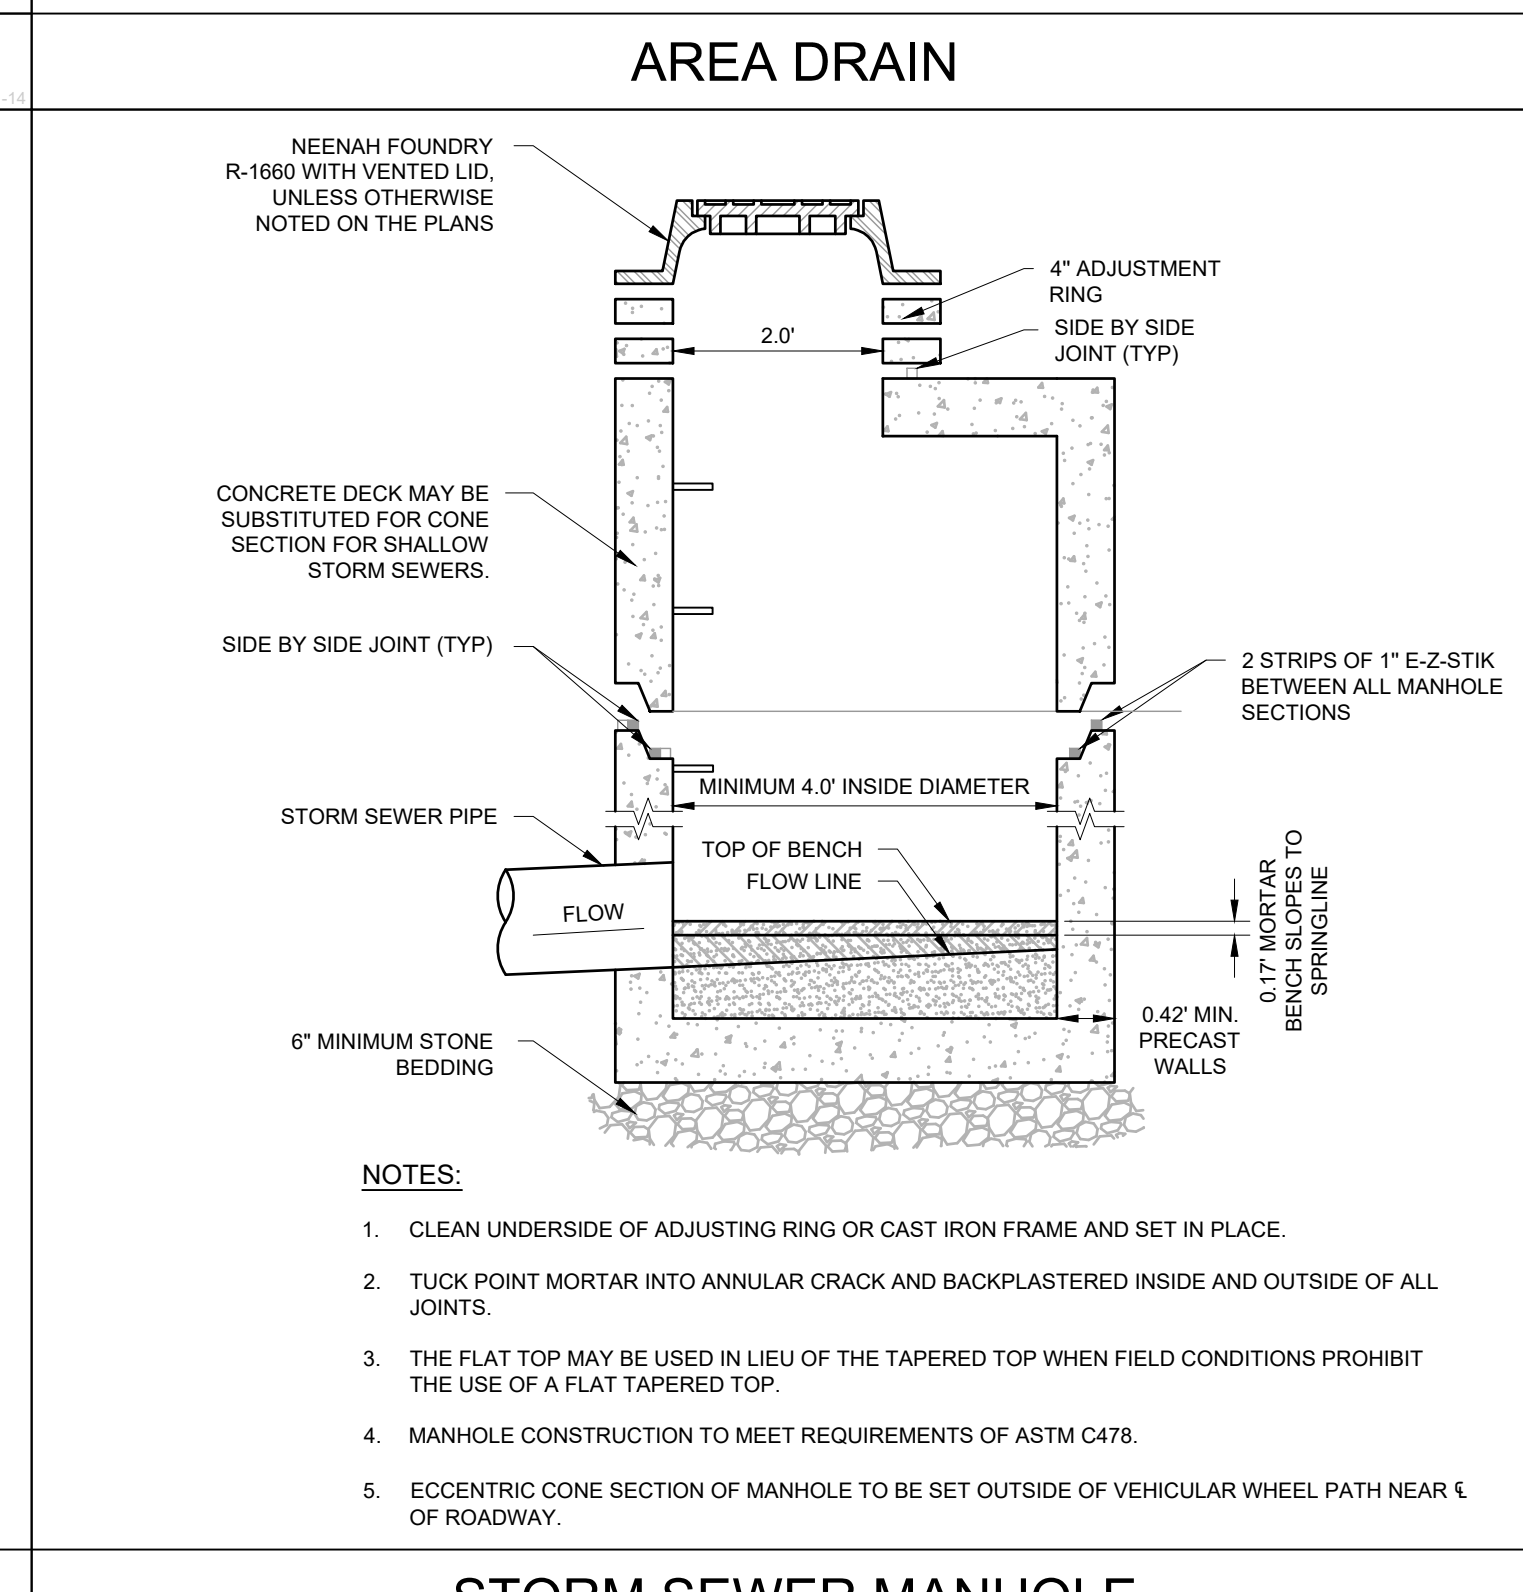 AREA DRAIN
-14
NEENAH FOUNDRY
R-1660 WITH VENTED LID,
UNLESS OTHERWISE
NOTED ON THE PLANS
4" ADJUSTMENT
RING
SIDE BY SIDE
JOINT (TYP)
2.0'
CONCRETE DECK MAY BE
SUBSTITUTED FOR CONE
SECTION FOR SHALLOW
STORM SEWERS.
SIDE BY SIDE JOINT (TYP)
2 STRIPS OF 1" E-Z-STIK
BETWEEN ALL MANHOLE
SECTIONS
MINIMUM 4.0' INSIDE DIAMETER
STORM SEWER PIPE
TOP OF BENCH
FLOW LINE
FLOW
0.17' MORTAR
BENCH SLOPES TO
SPRINGLINE
0.42' MIN.
PRECAST
WALLS
6" MINIMUM STONE
BEDDING
NOTES:
1. CLEAN UNDERSIDE OF ADJUSTING RING OR CAST IRON FRAME AND SET IN PLACE.
2. TUCK POINT MORTAR INTO ANNULAR CRACK AND BACKPLASTERED INSIDE AND OUTSIDE OF ALL
JOINTS.
3. THE FLAT TOP MAY BE USED IN LIEU OF THE TAPERED TOP WHEN FIELD CONDITIONS PROHIBIT
THE USE OF A FLAT TAPERED TOP.
4. MANHOLE CONSTRUCTION TO MEET REQUIREMENTS OF ASTM C478.
5. ECCENTRIC CONE SECTION OF MANHOLE TO BE SET OUTSIDE OF VEHICULAR WHEEL PATH NEAR ℄
OF ROADWAY.
STORM SEWER MANHOLE